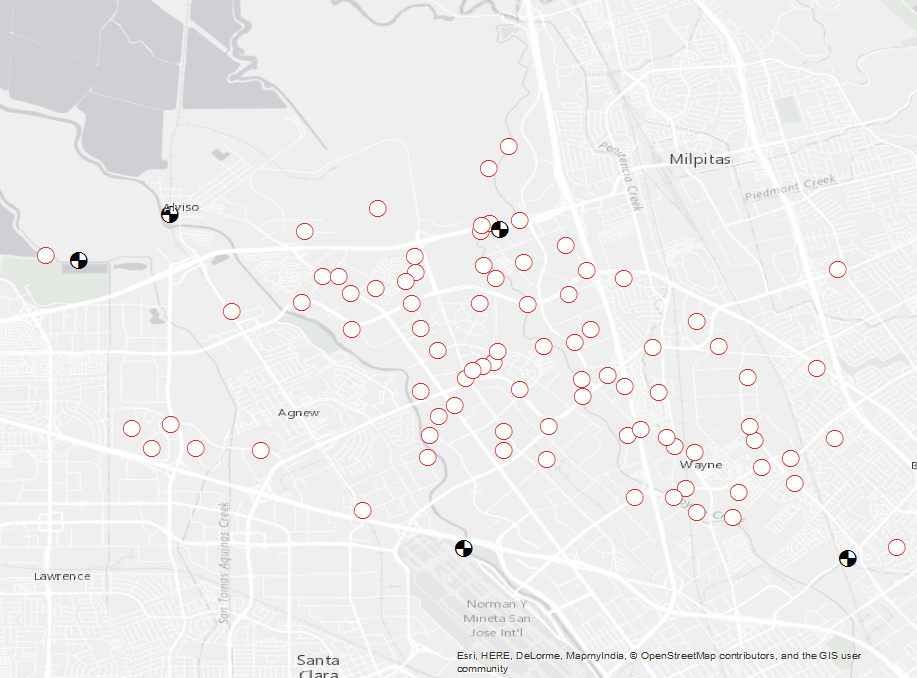 Milpitas
Penitencia Creek
Piedmont Creek
Alviso
Agnew
Wayne
San Tomas Aquinas Creek
Lawrence
Norman Y
Mineta San
Jose Int'l
Santa
Clara
Esri, HERE, DeLorme, MapmyIndia, © OpenStreetMap contributors, and the GIS user
community